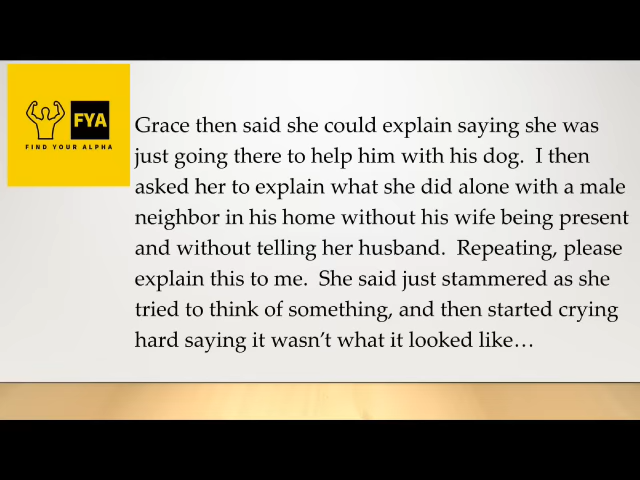 FYA
FIND YOUR ALPHA
Grace then said she could explain saying she was
just going there to help him with his dog.  I then
asked her to explain what she did alone with a male
neighbor in his home without his wife being present
and without telling her husband.  Repeating, please
explain this to me.  She said just stammered as she
tried to think of something, and then started crying
hard saying it wasn’t what it looked like…